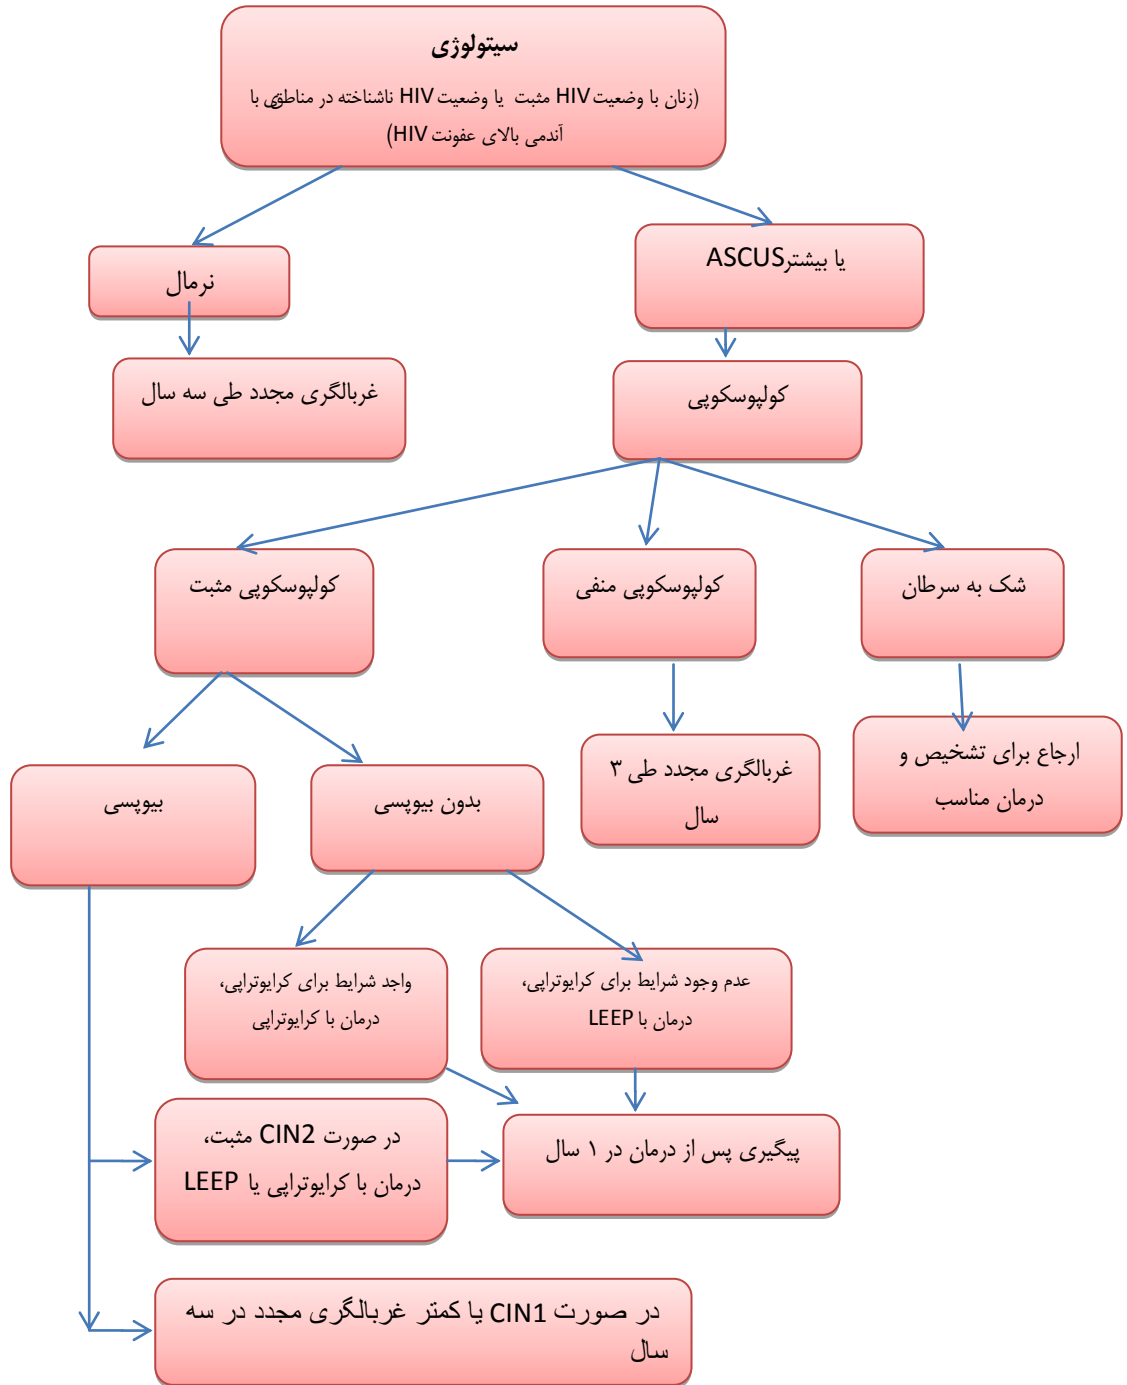 سیتولوژی
(زنان با وضعیت HIV مثبت یا وضعیت HIV ناشناخته در مناطقی با
آندمی بالای عفونت HIV)
نرمال
یا بیشترASCUS
غربالگری مجدد طی سه سال
کولپوسکوپی
شک به سرطان
کولپوسکوپی منفی
کولپوسکوپی مثبت
ارجاع برای تشخیص و
درمان مناسب
غربالگری مجدد طی ۳
سال
بدون بیوپسی
بیوپسی
عدم وجود شرایط برای کرایوتراپی،
درمان با LEEP
واجد شرایط برای کرایوتراپی،
درمان با کرایوتراپی
پیگیری پس از درمان در ۱ سال
در صورت CIN2 مثبت،
درمان با کرایوتراپی یا LEEP
در صورت CIN1 یا کمتر غربالگری مجدد در سه
سال